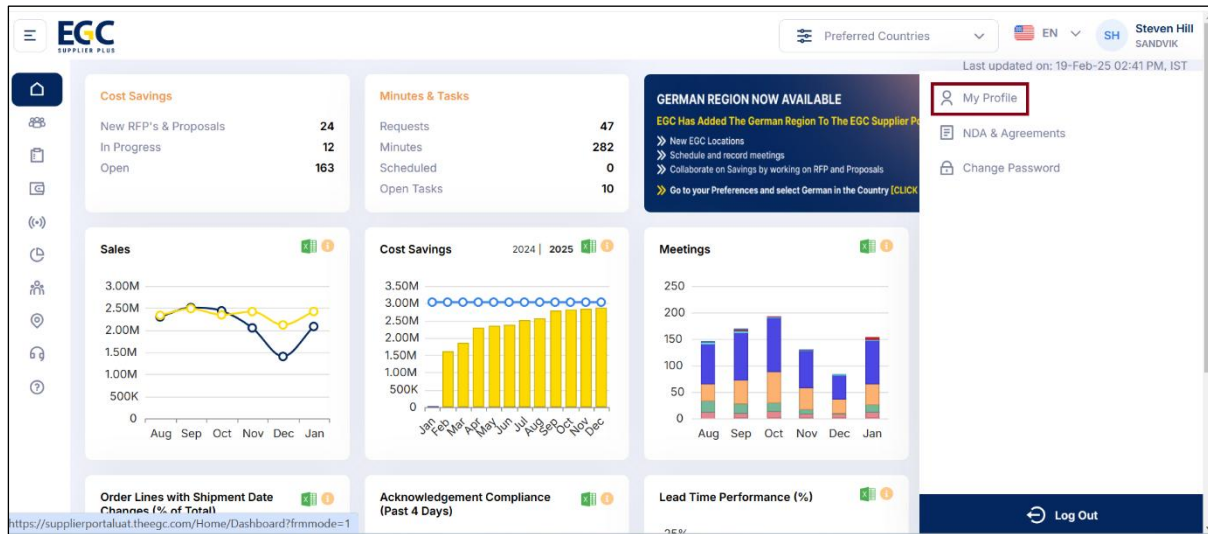 EGC
SUPPLIER PLUS
Preferred Countries
EN
SH
Steven Hill
SANDVIK
Last updated on: 19-Feb-25 02:41 PM, IST
Cost Savings
New RFP's & Proposals 24
In Progress 12
Open 163
Minutes & Tasks
Requests 47
Minutes 282
Scheduled 0
Open Tasks 10
GERMAN REGION NOW AVAILABLE
EGC Has Added The German Region To The EGC Supplier
New EGC Locations
Schedule and record meetings
Collaborate on Savings by working on RFP and Proposals
Go to your Preferences and select German in the Country [CLICK
My Profile
NDA & Agreements
Change Password
Sales
3.00M
2.50M
2.00M
1.50M
1.00M
500K
0
Aug Sep Oct Nov Dec Jan
Cost Savings 2024 | 2025
3.50M
3.00M
2.50M
2.00M
1.50M
1.00M
500K
0
Jan Feb Mar Apr May Jun Jul Aug Sep Oct Nov Dec
Meetings
250
200
150
100
50
0
Aug Sep Oct Nov Dec Jan
Order Lines with Shipment Date
Changes (% of Total)
Acknowledgement Compliance
(Past 4 Days)
Lead Time Performance (%)
25%
Log Out
https://supplierportaluat.theegc.com/Home/Dashboard?frmmode=1